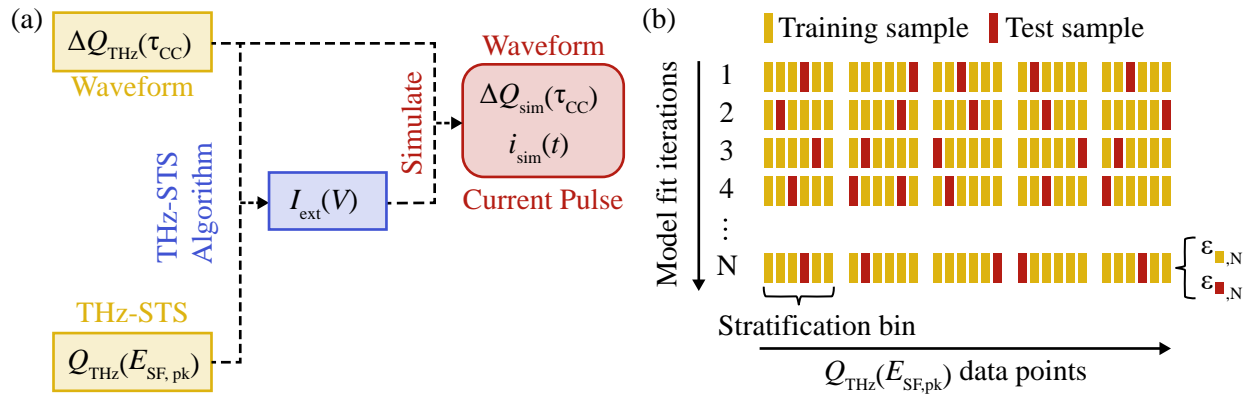 (a)
ΔQ_THz(τ_CC)
Waveform
THz-STS
Algorithm
THz-STS
Q_THz(E_SF, pk)
I_ext(V)
Simulate
Waveform
ΔQ_sim(τ_CC)
i_sim(t)
Current Pulse
(b)
Training sample
Test sample
Model fit iterations
1
2
3
4
⋮
N
ε_■,N
ε_■,N
Stratification bin
Q_THz(E_SF,pk) data points